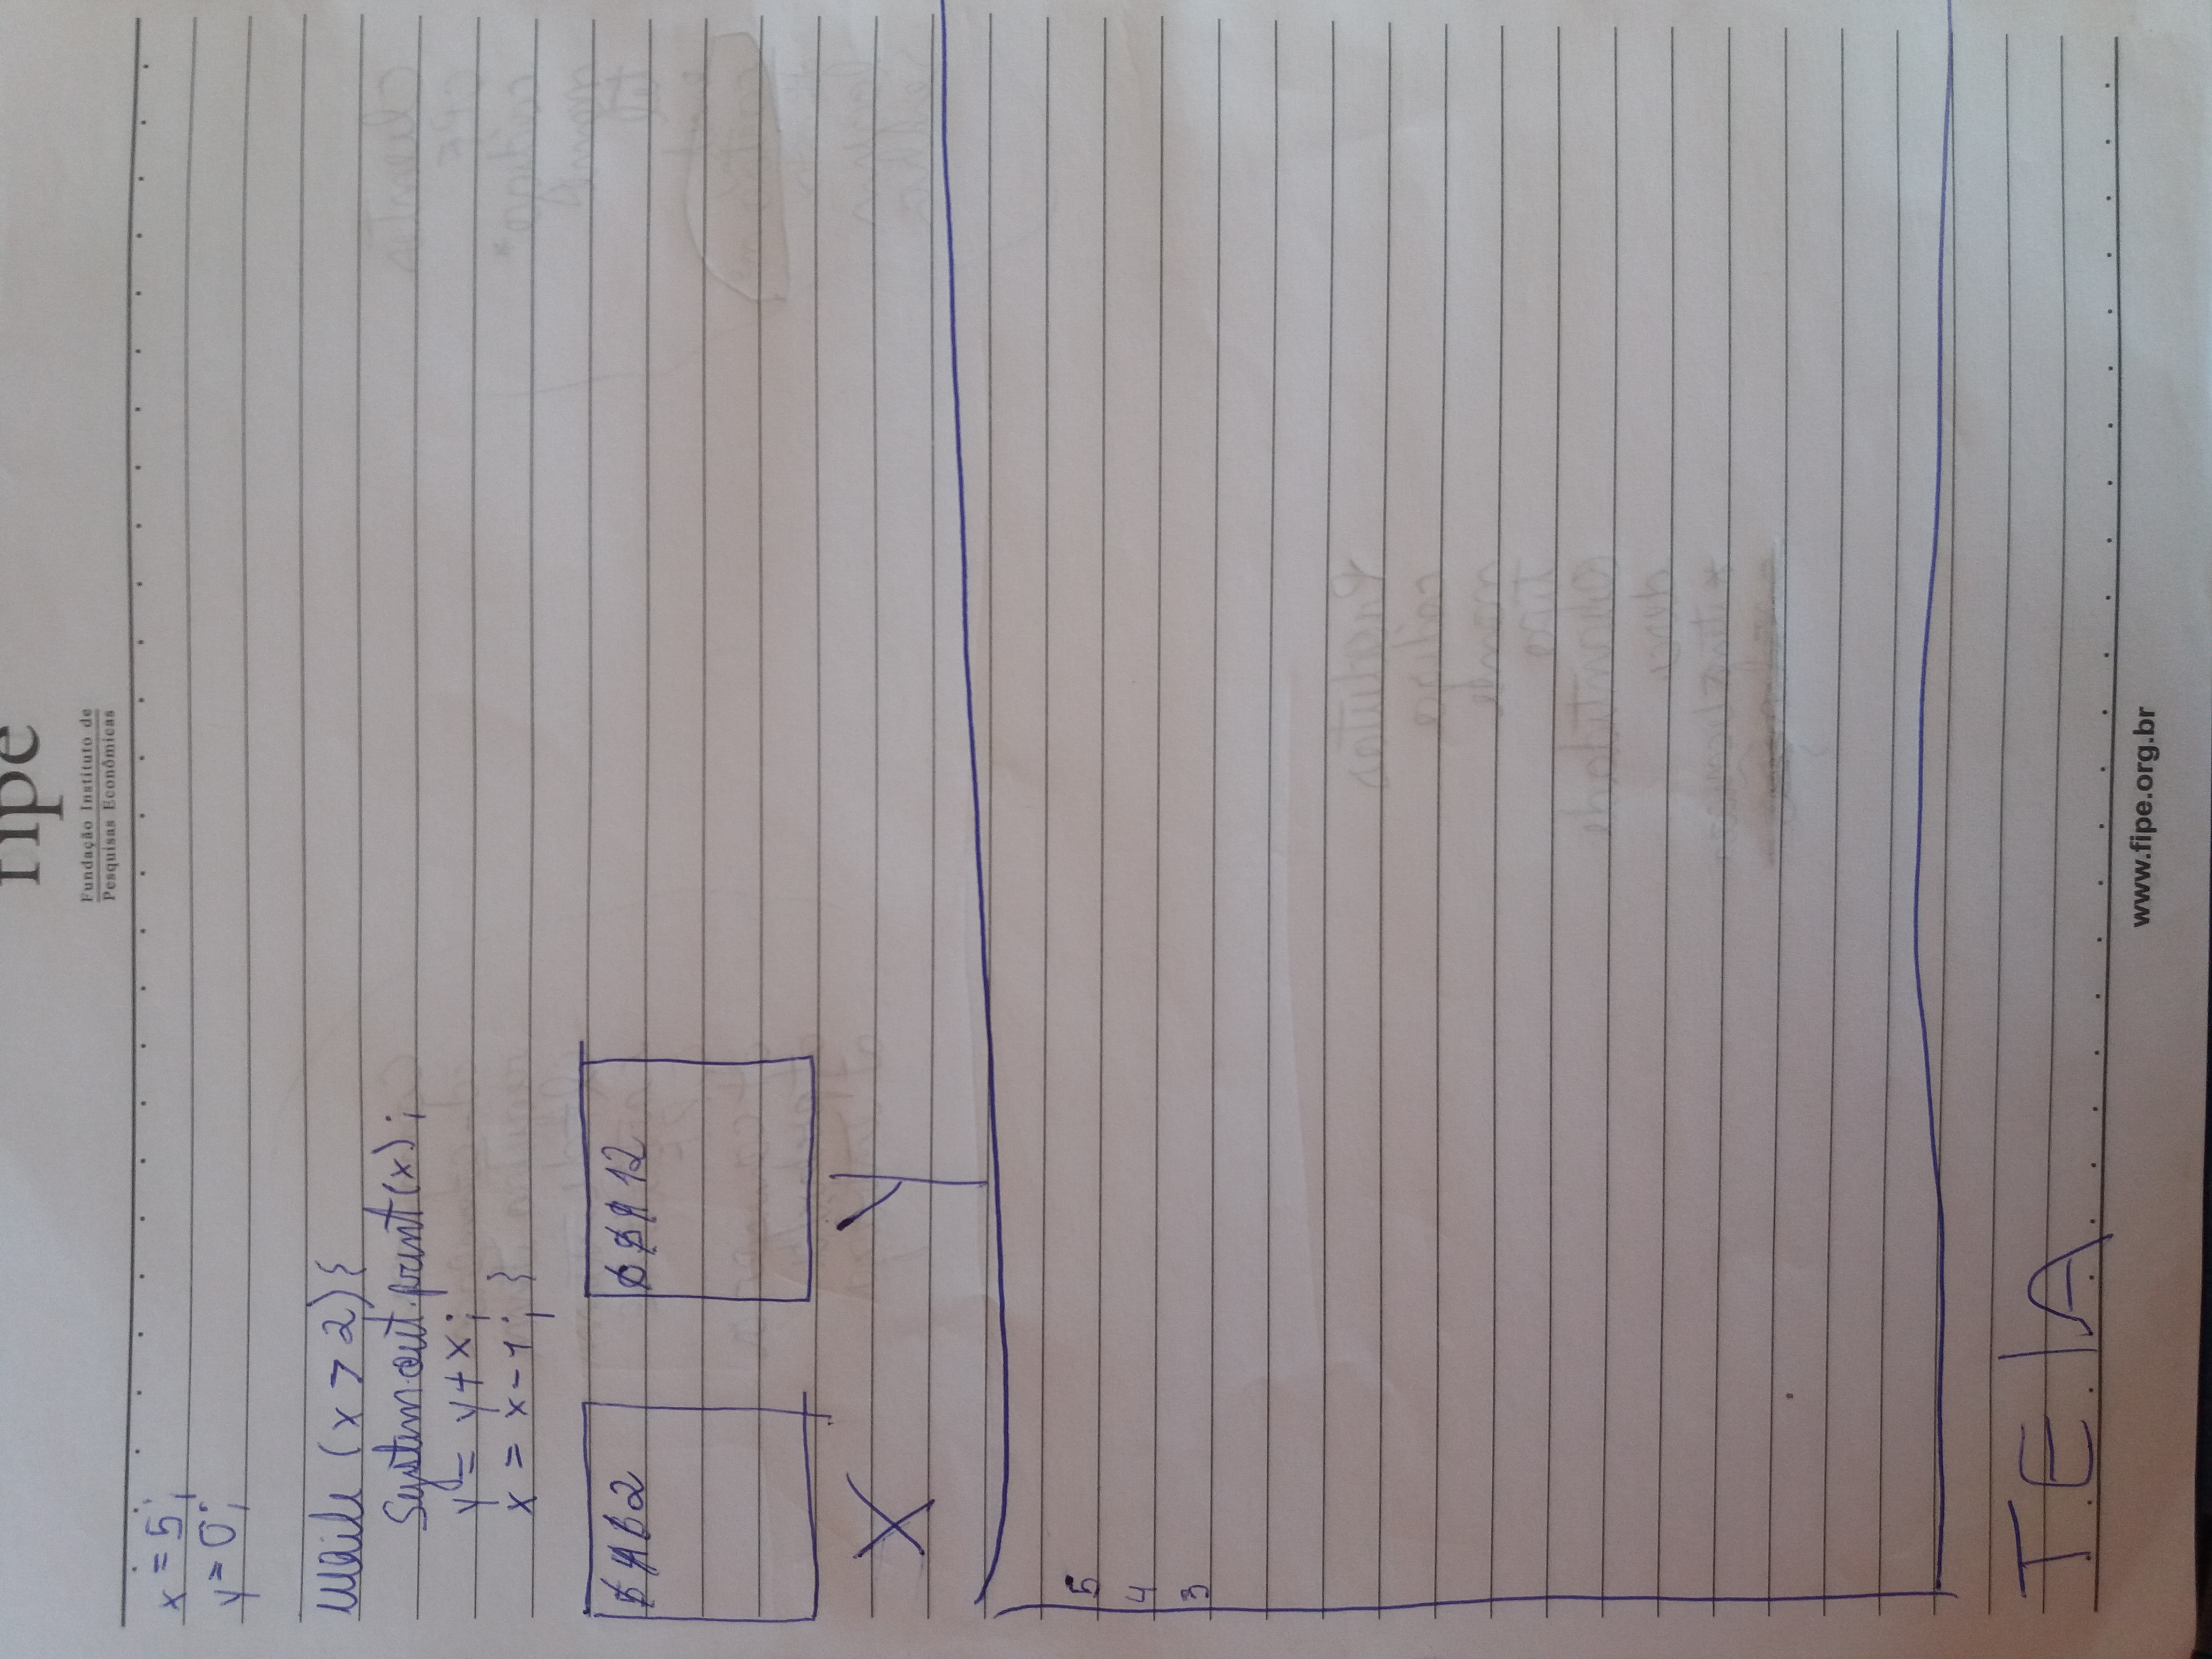 fipe
Fundação Instituto de
Pesquisas Econômicas
x = 5;
y = 0;
while (x > 2) {
System.out.print(x);
y = y + x;
x = x - 1; }
5 4 3 2
0 5 9 12
X Y
5
4
3
TElA
www.fipe.org.br